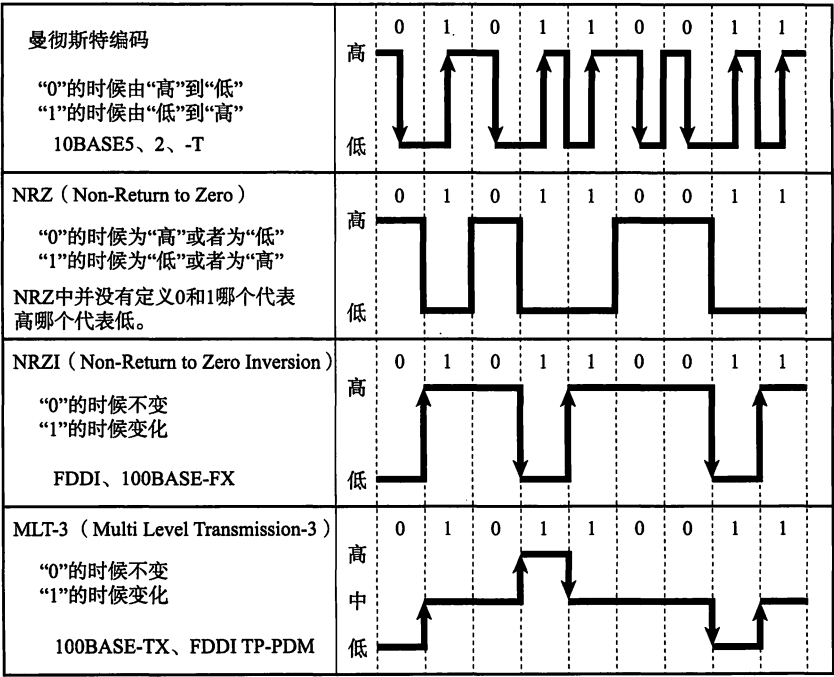 曼彻斯特编码
“0”的时候由“高”到“低”
“1”的时候由“低”到“高”
10BASE5、2、-T
高
低
0 1 0 1 1 0 0 1 1
NRZ（Non-Return to Zero）
“0”的时候为“高”或者为“低”
“1”的时候为“低”或者为“高”
NRZ中并没有定义0和1哪个代表
高哪个代表低。
高
低
0 1 0 1 1 0 0 1 1
NRZI（Non-Return to Zero Inversion）
“0”的时候不变
“1”的时候变化
FDDI、100BASE-FX
高
低
0 1 0 1 1 0 0 1 1
MLT-3（Multi Level Transmission-3）
“0”的时候不变
“1”的时候变化
100BASE-TX、FDDI TP-PDM
高
中
低
0 1 0 1 1 0 0 1 1